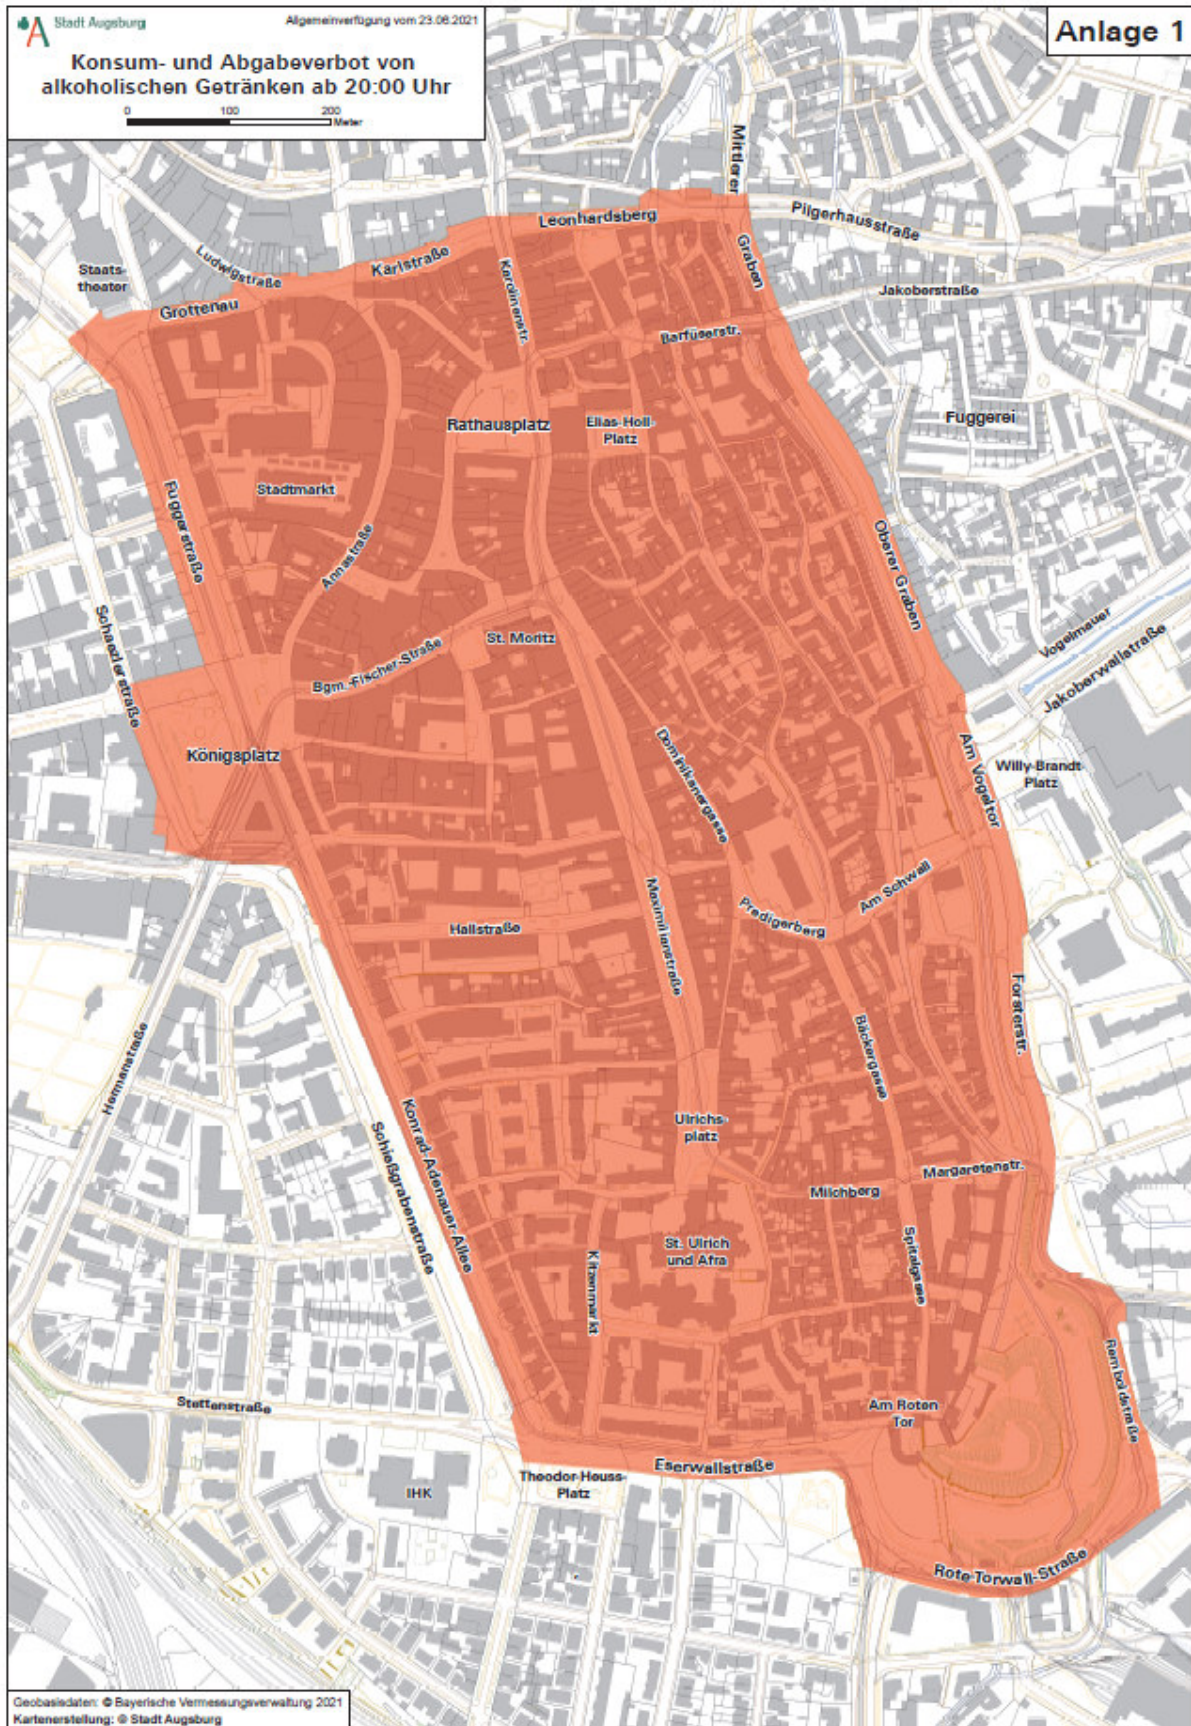 Stadt Augsburg
Allgemeinverfügung vom 23.06.2021
Konsum- und Abgabeverbot von
alkoholischen Getränken ab 20:00 Uhr
0 100 200
Meter
Anlage 1
Mittlerer
Graben
Leonhardsberg
Pilgerhausstraße
Ludwigstraße
Karlstraße
Staats-
theater
Grottenau
Karolinenstr.
Jakoberstraße
Barfüserstr.
Rathausplatz
Elias-Holl-
Platz
Fuggerei
Stadtmarkt
Fuggerstraße
Annastraße
Oberer Graben
Schaezlerstraße
St. Moritz
Bgm.-Fischer-Straße
Vogelmauer
Jakoberwallstraße
Königsplatz
Dominikanergasse
Am Vogeltor
Willy-Brandt-
Platz
Am Schwall
Predigerberg
Hallstraße
Maximilianstraße
Forsterstr.
Hermanstraße
Bäckergasse
Konrad-Adenauer-Allee
Schießgrabenstraße
Ulrichs-
platz
Margaretenstr.
Milchberg
St. Ulrich
und Afra
Kitzenmarkt
Spitalgasse
Remboldstraße
Stettenstraße
Am Roten
Tor
Eserwallstraße
Theodor-Heuss-
Platz
IHK
Rote-Torwall-Straße
Geobasisdaten: © Bayerische Vermessungsverwaltung 2021
Kartenerstellung: © Stadt Augsburg